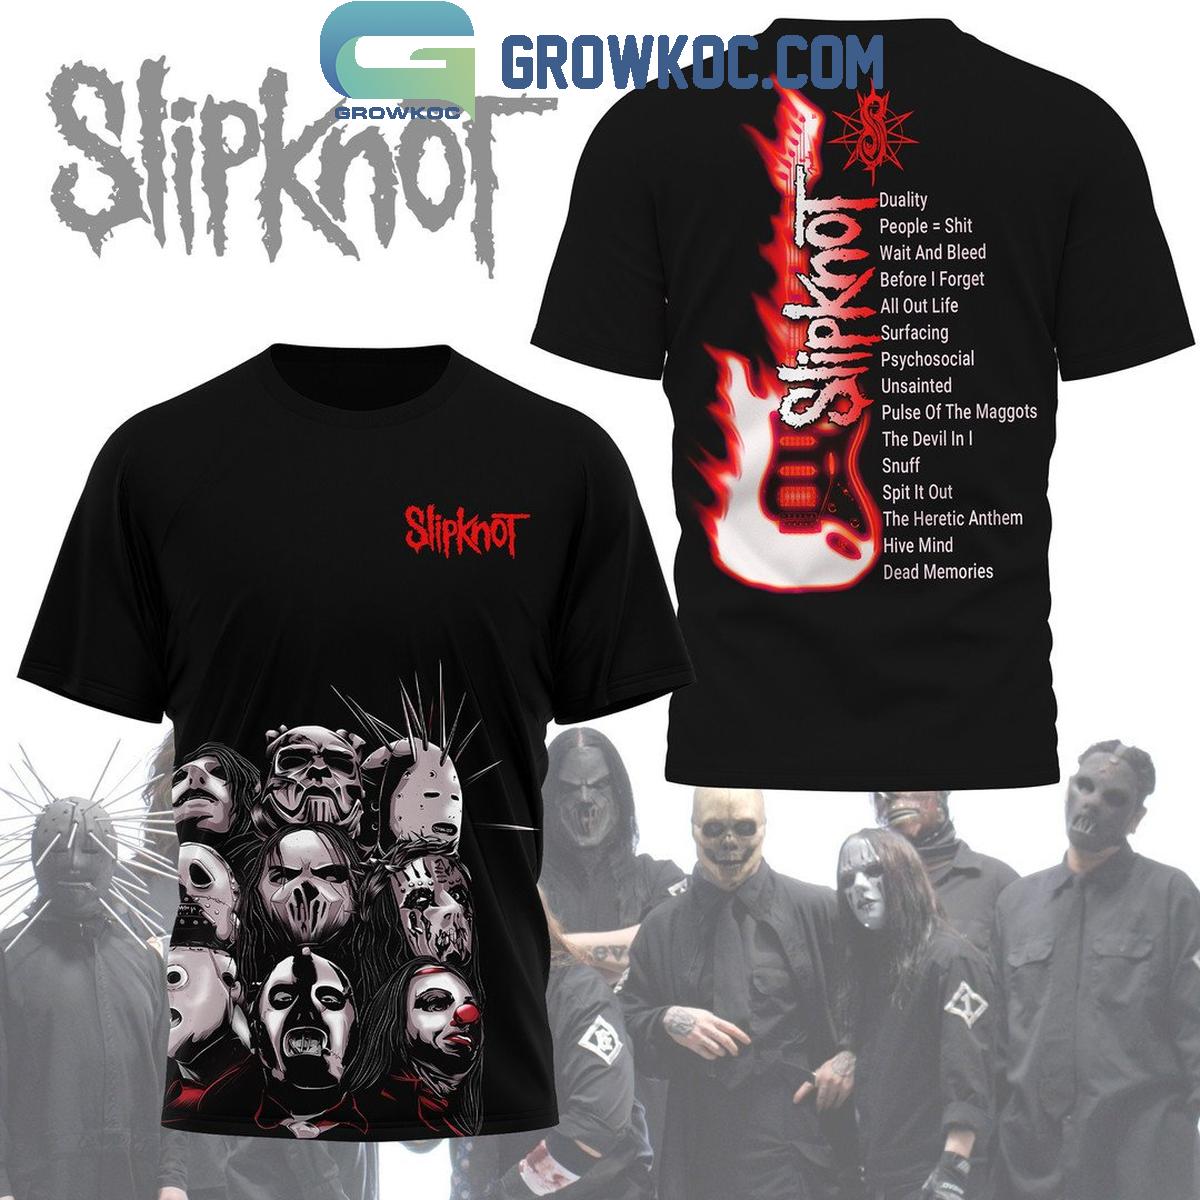 SlipknoT
GROWKOC
GROWKOC.COM
SlipKnoT
Duality
People = Shit
Wait And Bleed
Before I Forget
All Out Life
Surfacing
Psychosocial
Unsainted
Pulse Of The Maggots
The Devil In I
Snuff
Spit It Out
The Heretic Anthem
Hive Mind
Dead Memories
SlipknoT